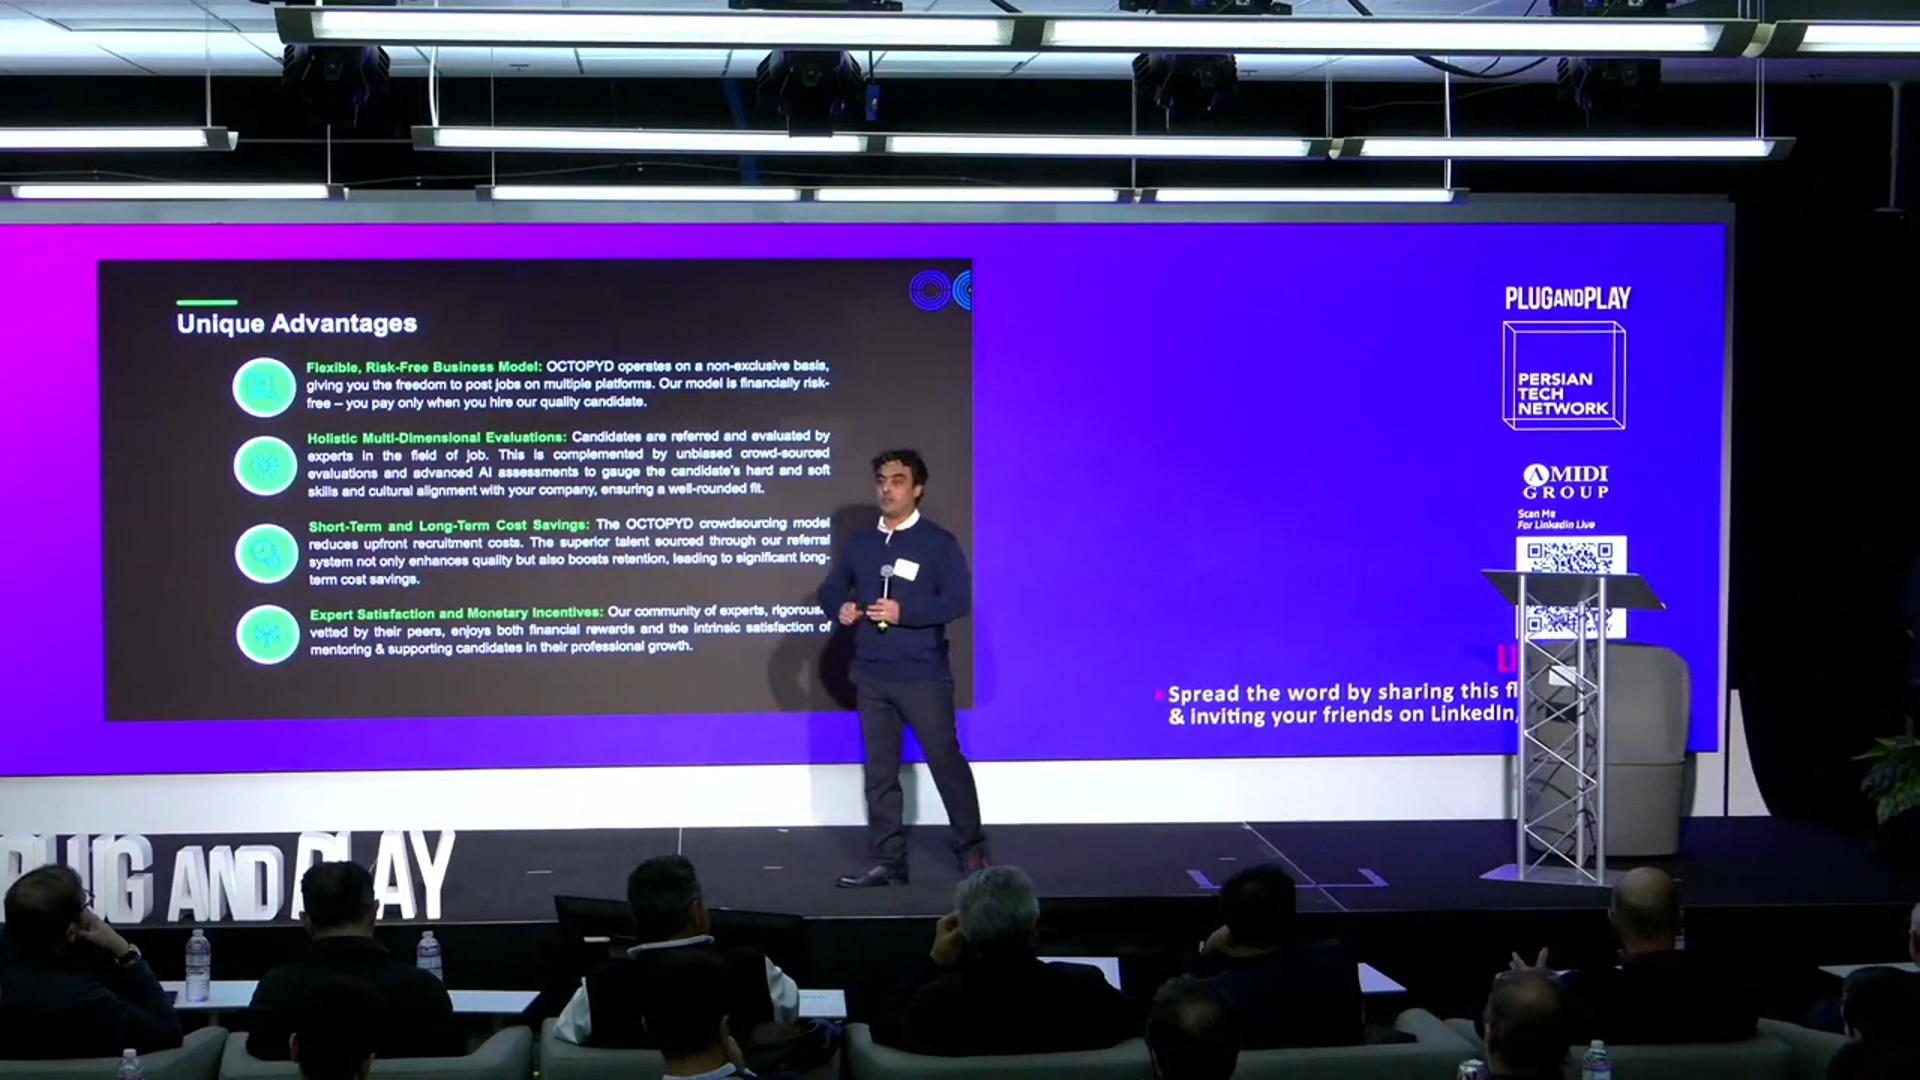 Unique Advantages
Flexible, Risk-Free Business Model: OCTOPYD operates on a non-exclusive basis,
giving you the freedom to post jobs on multiple platforms. Our model is financially risk-
free – you pay only when you hire our quality candidate.
Holistic Multi-Dimensional Evaluations: Candidates are referred and evaluated by
experts in the field of job. This is complemented by unbiased crowd-sourced
evaluations and advanced AI assessments to gauge the candidate's hard and soft
skills and cultural alignment with your company, ensuring a well-rounded fit.
Short-Term and Long-Term Cost Savings: The OCTOPYD crowdsourcing model
reduces upfront recruitment costs. The superior talent sourced through our referral
system not only enhances quality but also boosts retention, leading to significant long-
term cost savings.
Expert Satisfaction and Monetary Incentives: Our community of experts,
vetted by their peers, enjoys both financial rewards and the intrinsic satisfaction of
mentoring & supporting candidates in their professional growth.
PLUGANDPLAY
PERSIAN
TECH
NETWORK
AMIDI
GROUP
Scan Me
For LinkedIn Live
Spread the word by sharing this
& inviting your friends on LinkedIn,
PLUG AND PLAY